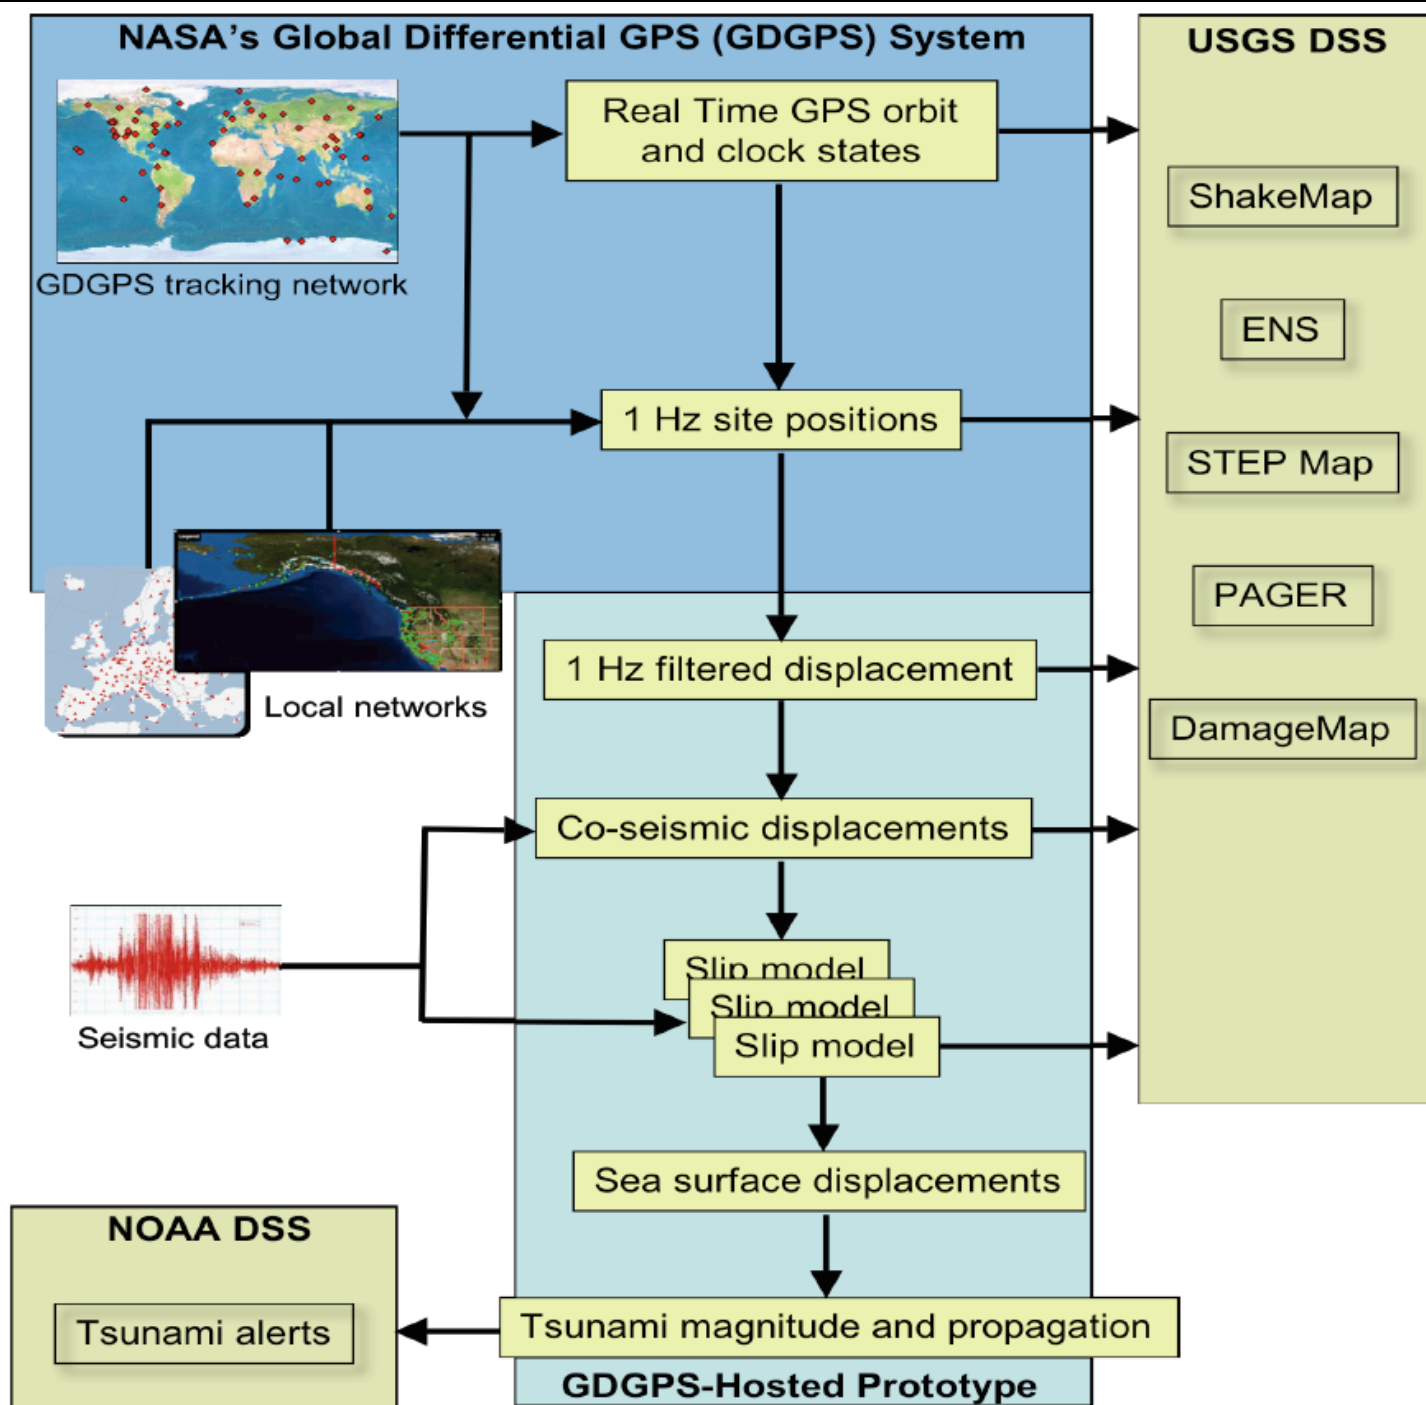 NASA's Global Differential GPS (GDGPS) System
USGS DSS
Real Time GPS orbit
and clock states
GDGPS tracking network
ShakeMap
ENS
1 Hz site positions
STEP Map
PAGER
1 Hz filtered displacement
Local networks
DamageMap
Co-seismic displacements
Slip model
Slip model
Slip model
Seismic data
Sea surface displacements
NOAA DSS
Tsunami alerts
Tsunami magnitude and propagation
GDGPS-Hosted Prototype